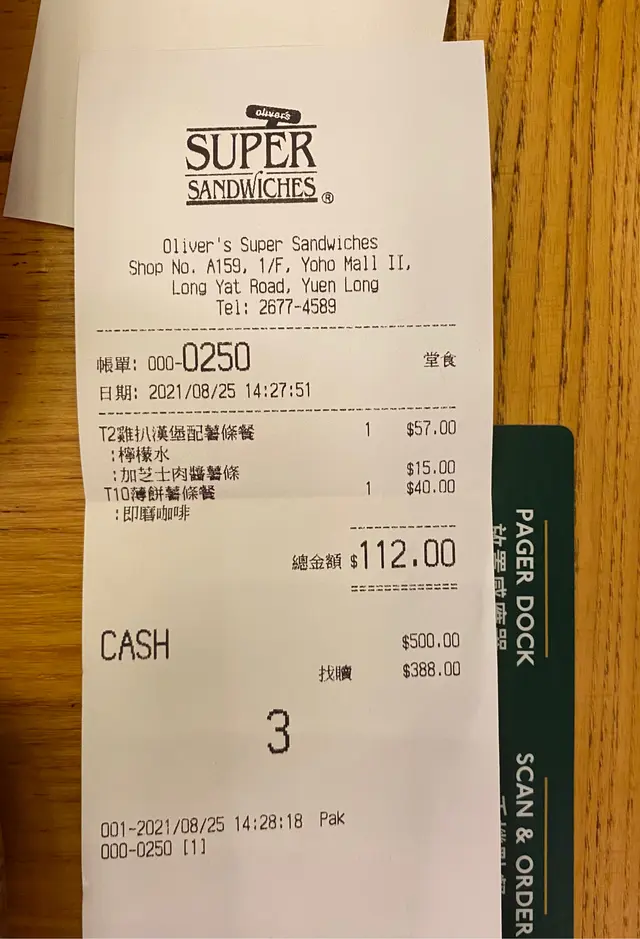 Oliver's
SUPER
SANDWICHES®
Oliver's Super Sandwiches
Shop No. A159, 1/F, Yoho Mall II,
Long Yat Road, Yuen Long
Tel: 2677-4589
帳單: 000-0250 堂食
日期: 2021/08/25 14:27:51
T2雞扒漢堡配薯條餐 1 $57.00
:檸檬水
:加芝士肉醬薯條 $15.00
T10薄餅薯條餐 1 $40.00
:即磨咖啡
總金額 $112.00
CASH $500.00
找贖 $388.00
3
001-2021/08/25 14:28:18 Pak
000-0250 [1]
PAGER DOCK
SCAN & ORDER